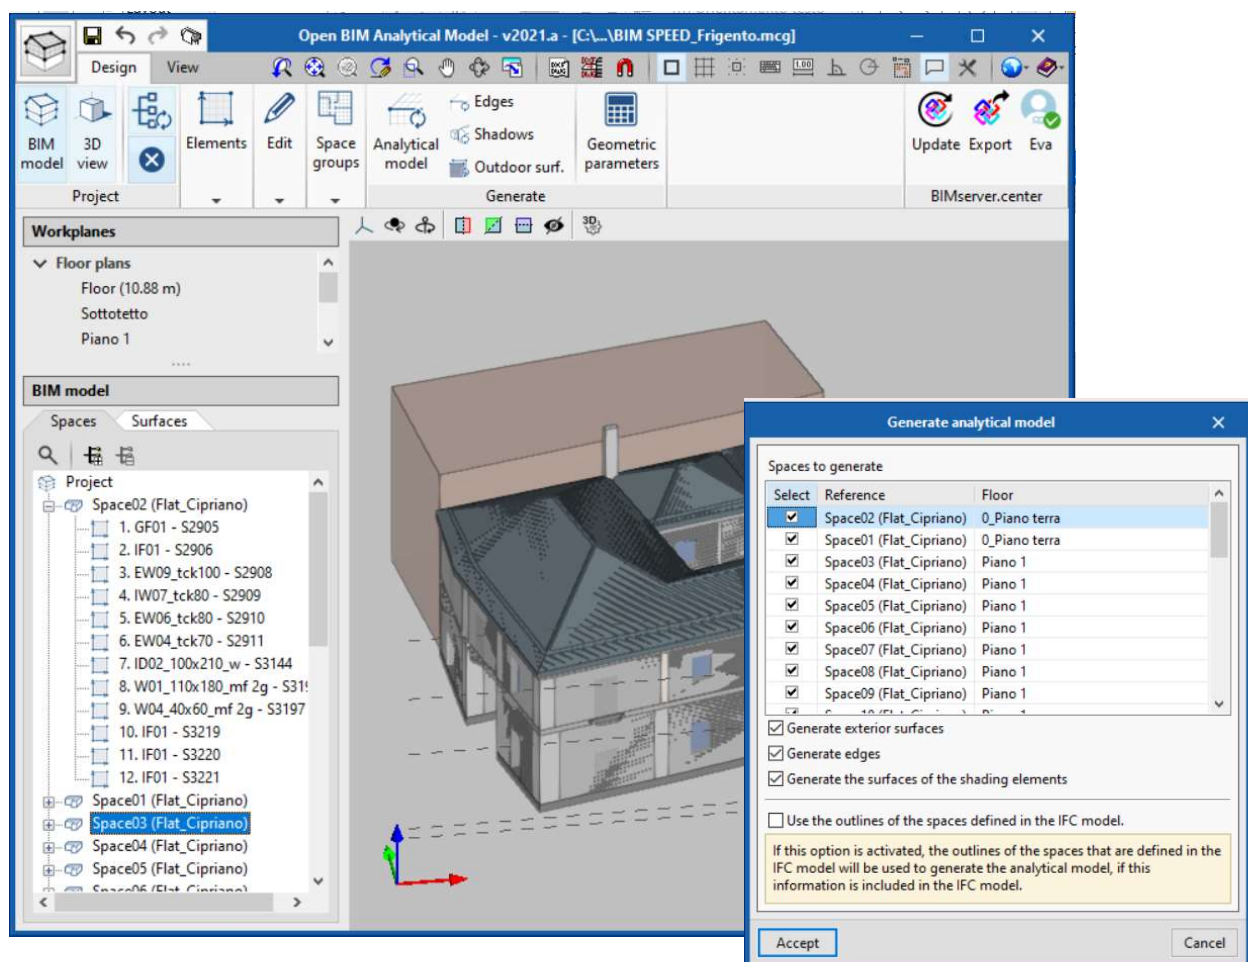 Open BIM Analytical Model - v2021.a - [C:\...\BIM SPEED_Frigento.mcg]
Design View
BIM model
3D view
Project
Elements
Edit
Space groups
Analytical model
Edges
Shadows
Outdoor surf.
Geometric parameters
Generate
Update Export Eva
BIMserver.center
Workplanes
Floor plans
Floor (10.88 m)
Sottotetto
Piano 1
BIM model
Spaces Surfaces
Project
Space02 (Flat_Cipriano)
1. GF01 - S2905
2. IF01 - S2906
3. EW09_tck100 - S2908
4. IW07_tck80 - S2909
5. EW06_tck80 - S2910
6. EW04_tck70 - S2911
7. ID02_100x210_w - S3144
8. W01_110x180_mf 2g - S31
9. W04_40x60_mf 2g - S3197
10. IF01 - S3219
11. IF01 - S3220
12. IF01 - S3221
Space01 (Flat_Cipriano)
Space03 (Flat_Cipriano)
Space04 (Flat_Cipriano)
Space05 (Flat_Cipriano)
Space06 (Flat_Cipriano)
Generate analytical model
Spaces to generate
Select Reference Floor
Space02 (Flat_Cipriano) 0_Piano terra
Space01 (Flat_Cipriano) 0_Piano terra
Space03 (Flat_Cipriano) Piano 1
Space04 (Flat_Cipriano) Piano 1
Space05 (Flat_Cipriano) Piano 1
Space06 (Flat_Cipriano) Piano 1
Space07 (Flat_Cipriano) Piano 1
Space08 (Flat_Cipriano) Piano 1
Space09 (Flat_Cipriano) Piano 1
Generate exterior surfaces
Generate edges
Generate the surfaces of the shading elements
Use the outlines of the spaces defined in the IFC model.
If this option is activated, the outlines of the spaces that are defined in the
IFC model will be used to generate the analytical model, if this
information is included in the IFC model.
Accept Cancel